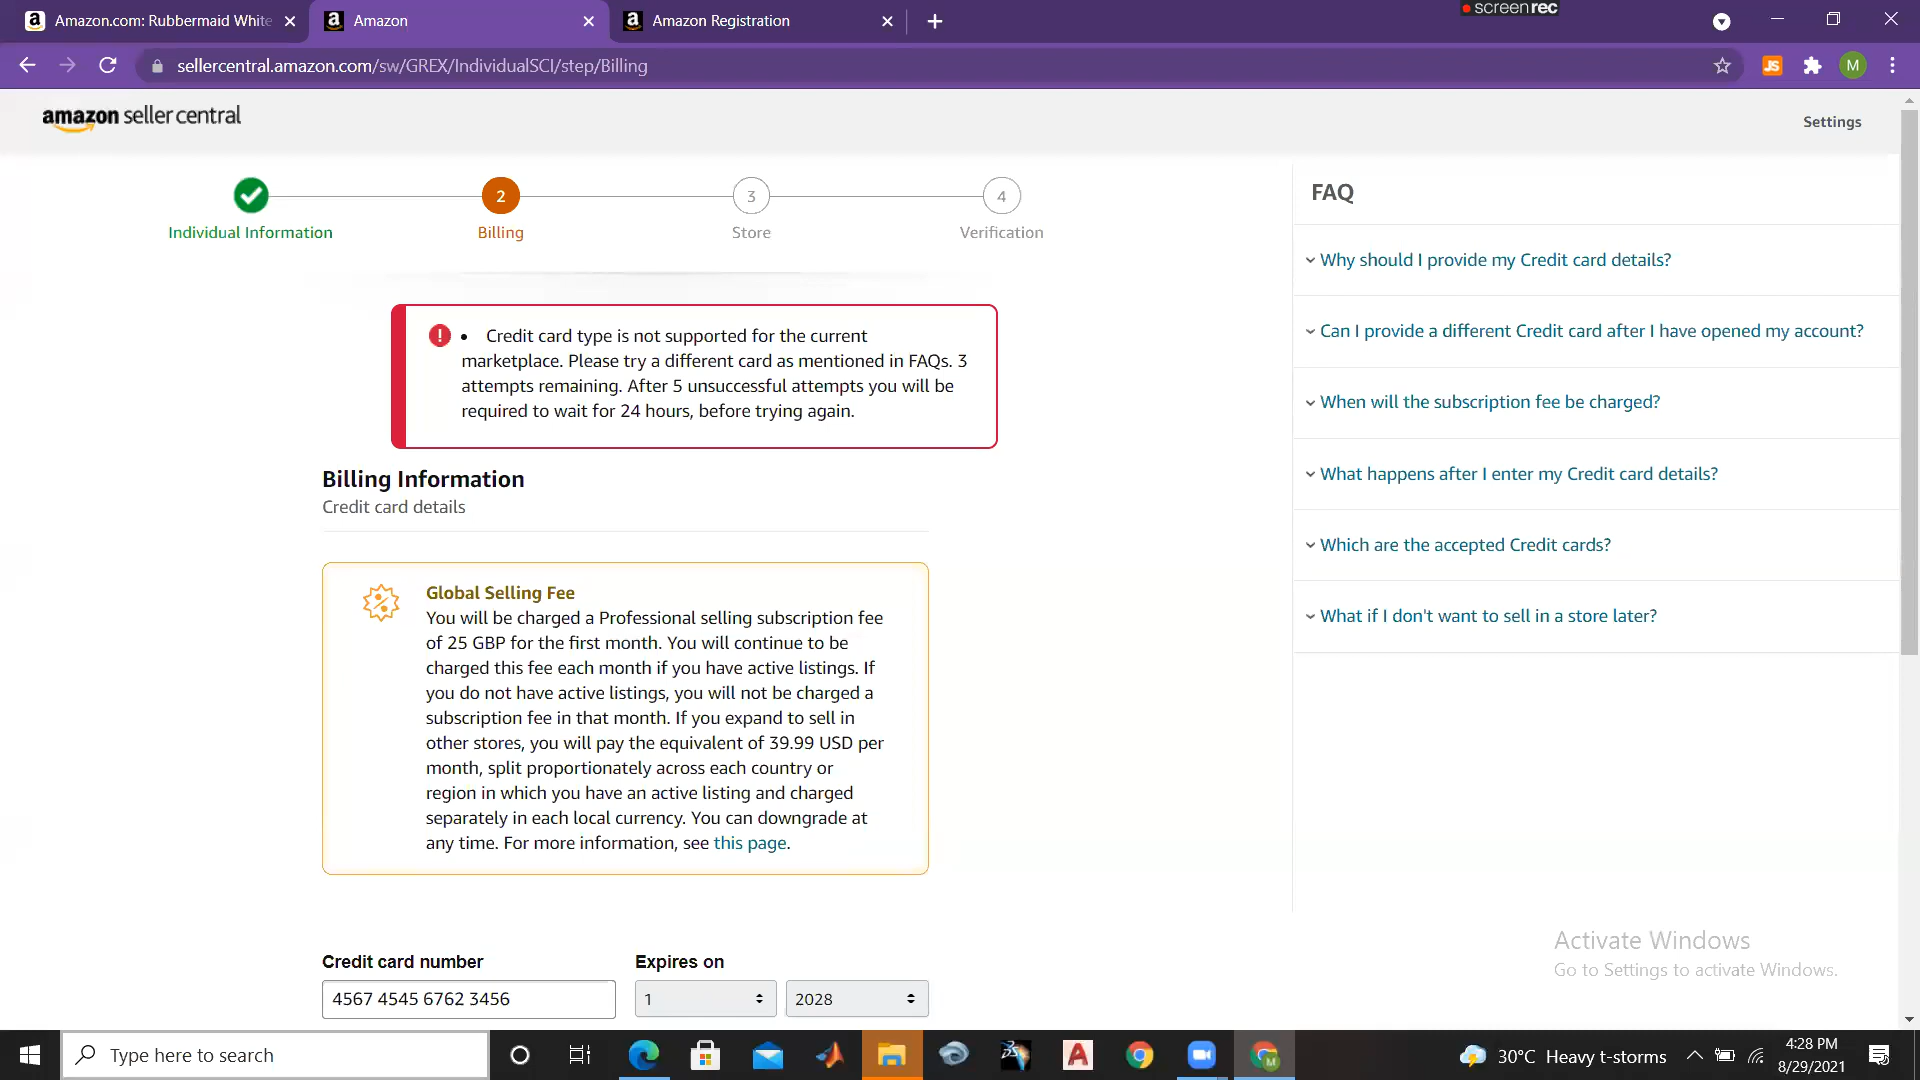 screen rec
Amazon.com: Rubbermaid White
Amazon
Amazon Registration
sellercentral.amazon.com/sw/GREX/IndividualSCI/step/Billing
JS
M
amazon seller central
Settings
2
3
4
Individual Information
Billing
Store
Verification
Credit card type is not supported for the current
marketplace. Please try a different card as mentioned in FAQs. 3
attempts remaining. After 5 unsuccessful attempts you will be
required to wait for 24 hours, before trying again.
Billing Information
Credit card details
Global Selling Fee
You will be charged a Professional selling subscription fee
of 25 GBP for the first month. You will continue to be
charged this fee each month if you have active listings. If
you do not have active listings, you will not be charged a
subscription fee in that month. If you expand to sell in
other stores, you will pay the equivalent of 39.99 USD per
month, split proportionately across each country or
region in which you have an active listing and charged
separately in each local currency. You can downgrade at
any time. For more information, see this page.
Credit card number
Expires on
4567 4545 6762 3456
1
2028
FAQ
Why should I provide my Credit card details?
Can I provide a different Credit card after I have opened my account?
When will the subscription fee be charged?
What happens after I enter my Credit card details?
Which are the accepted Credit cards?
What if I don't want to sell in a store later?
Activate Windows
Go to Settings to activate Windows.
Type here to search
30°C Heavy t-storms
4:28 PM
8/29/2021